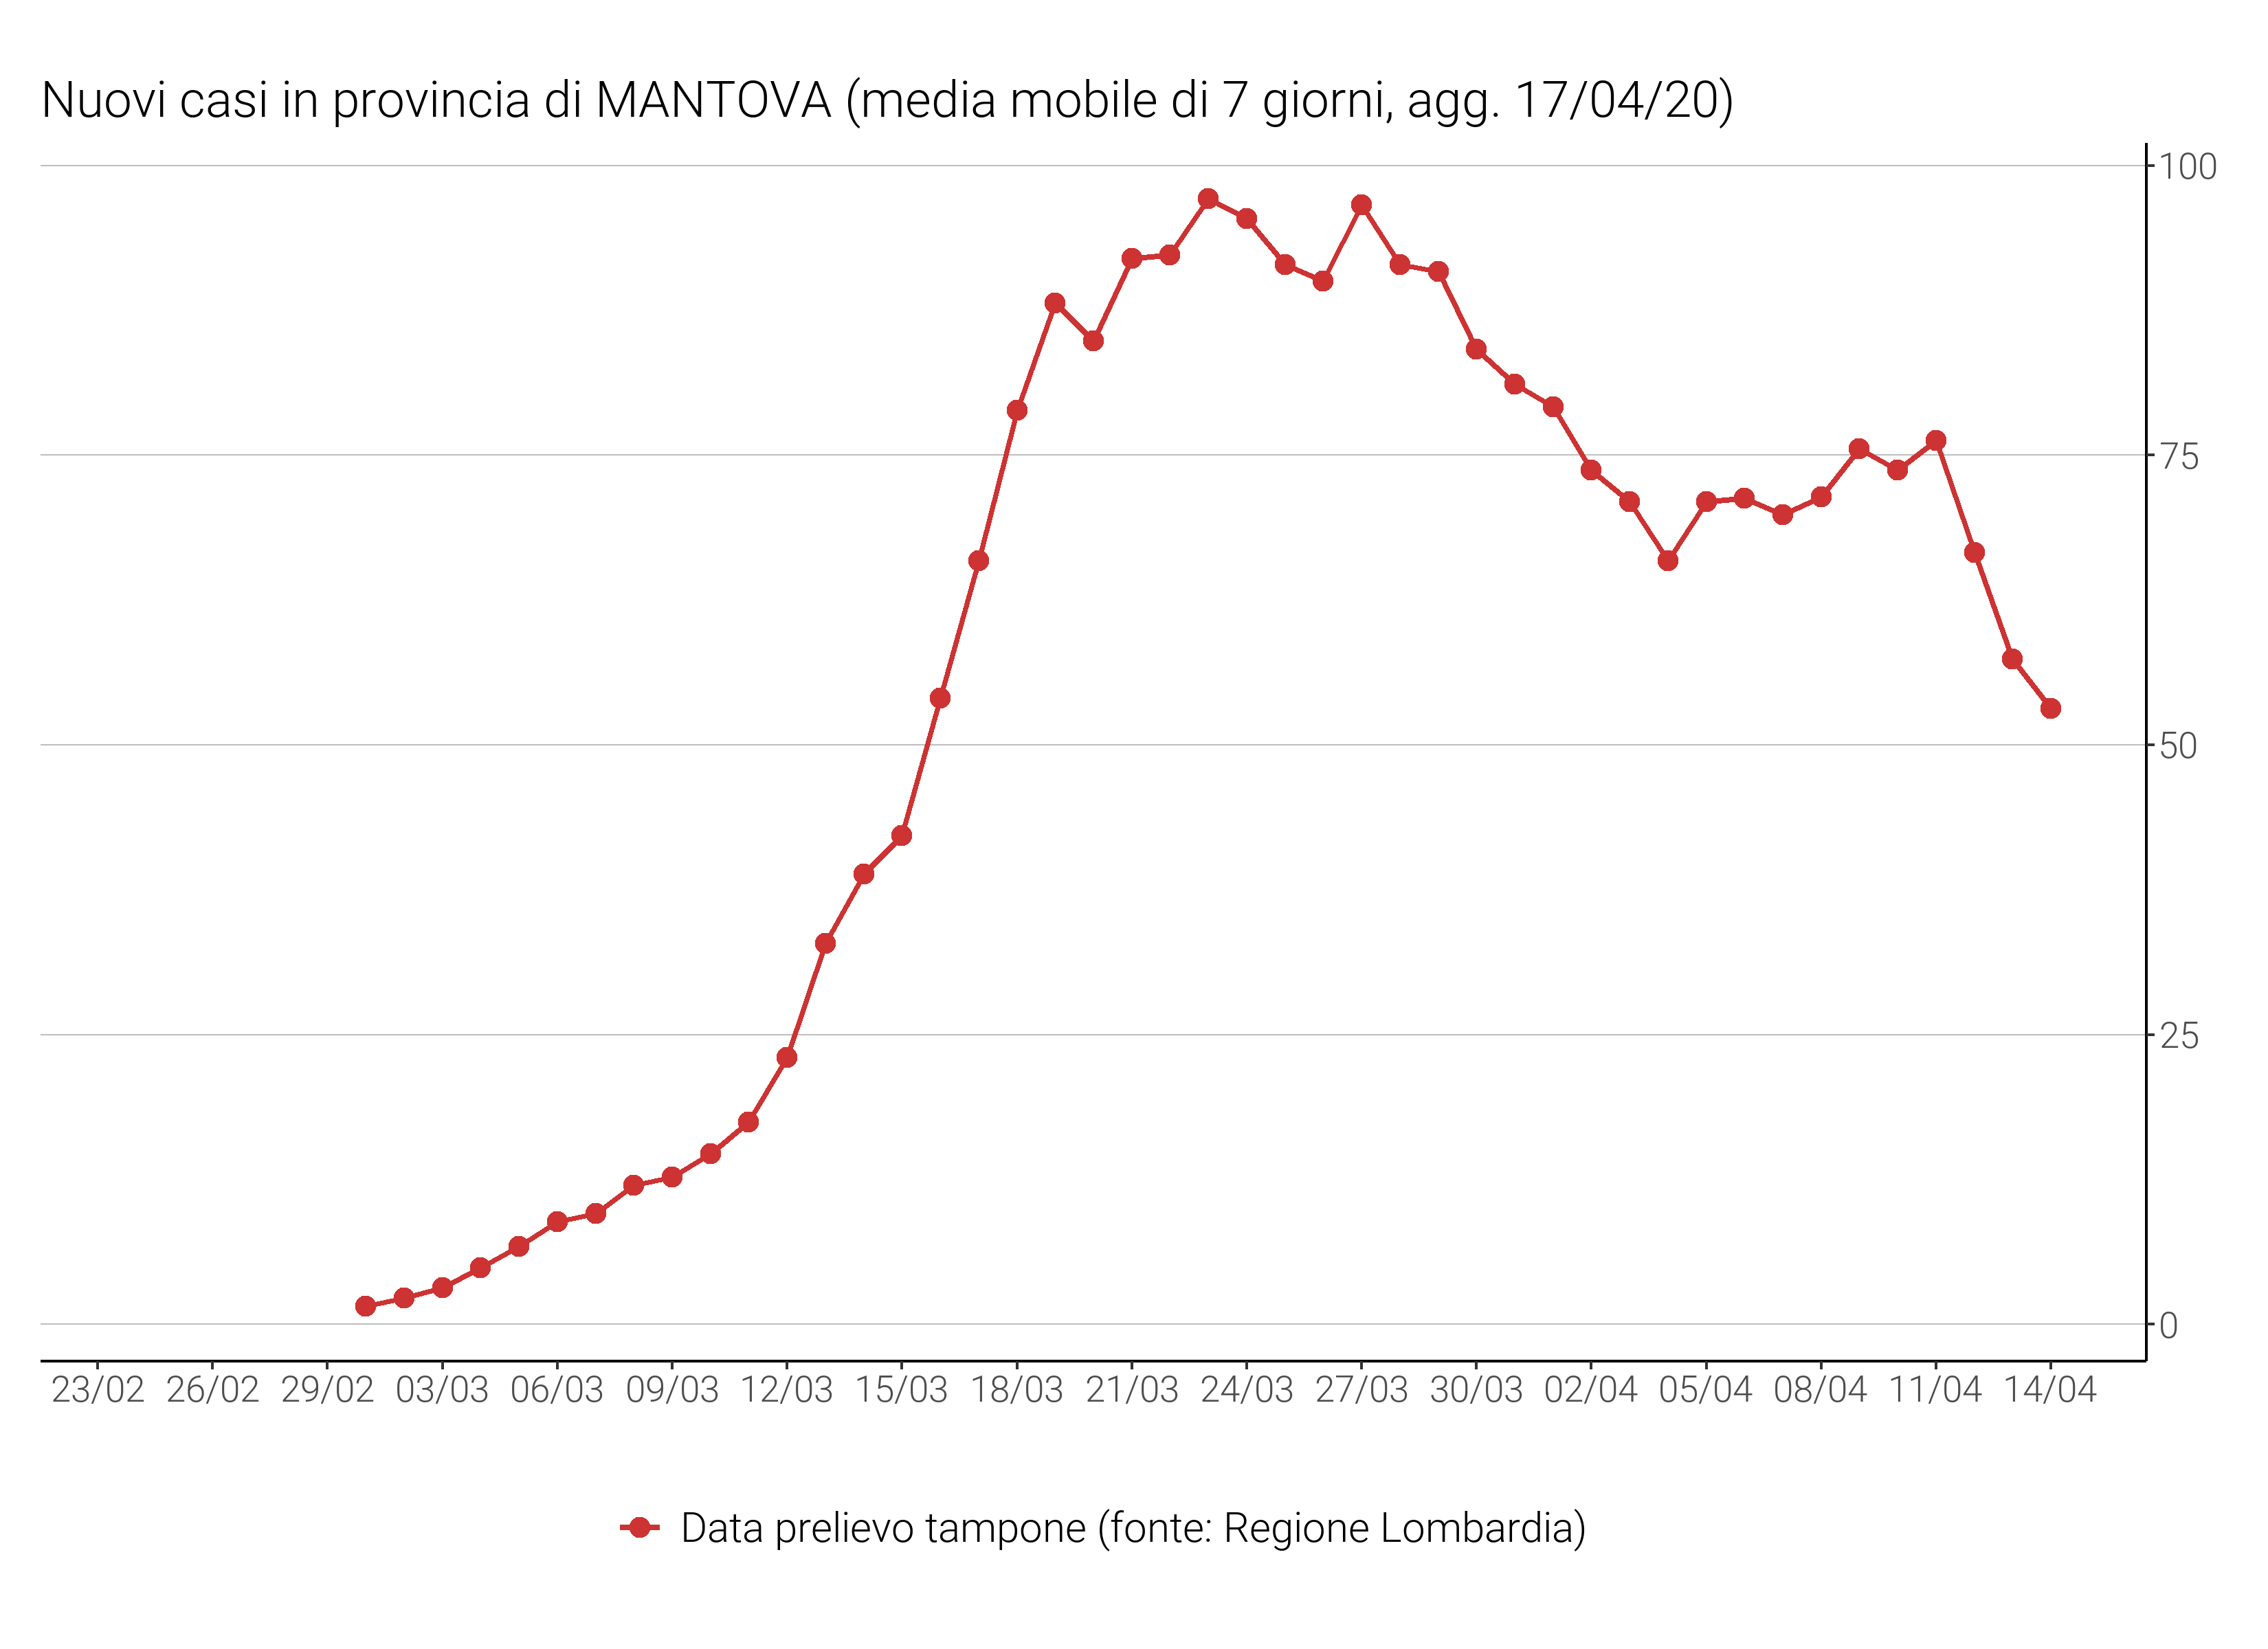 Nuovi casi in provincia di MANTOVA (media mobile di 7 giorni, agg. 17/04/20)
100
75
50
25
0
23/02 26/02 29/02 03/03 06/03 09/03 12/03 15/03 18/03 21/03 24/03 27/03 30/03 02/04 05/04 08/04 11/04 14/04
Data prelievo tampone (fonte: Regione Lombardia)